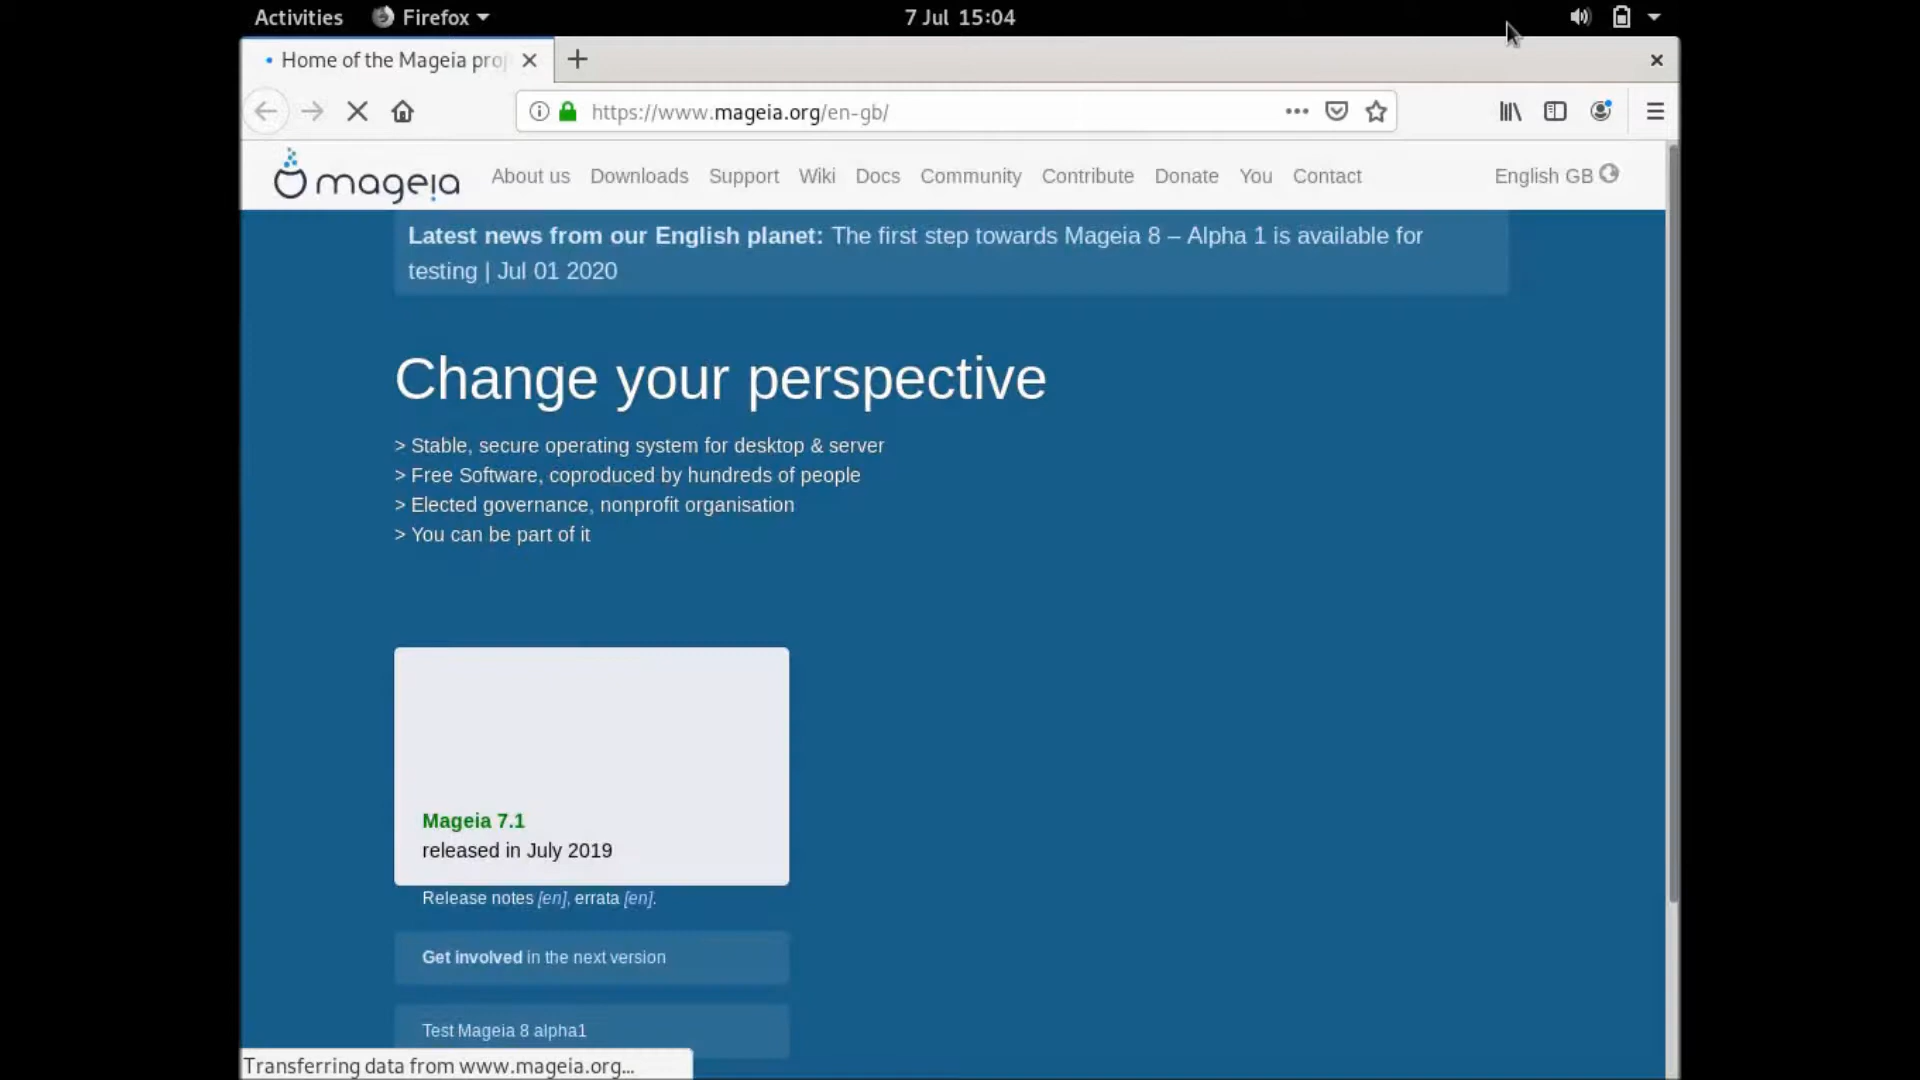 Activities Firefox 7 Jul 15:04
Home of the Mageia pro
https://www.mageia.org/en-gb/
mageia About us Downloads Support Wiki Docs Community Contribute Donate You Contact English GB
Latest news from our English planet: The first step towards Mageia 8 – Alpha 1 is available for
testing | Jul 01 2020
Change your perspective
> Stable, secure operating system for desktop & server
> Free Software, coproduced by hundreds of people
> Elected governance, nonprofit organisation
> You can be part of it
Mageia 7.1
released in July 2019
Release notes [en], errata [en].
Get involved in the next version
Test Mageia 8 alpha1
Transferring data from www.mageia.org...